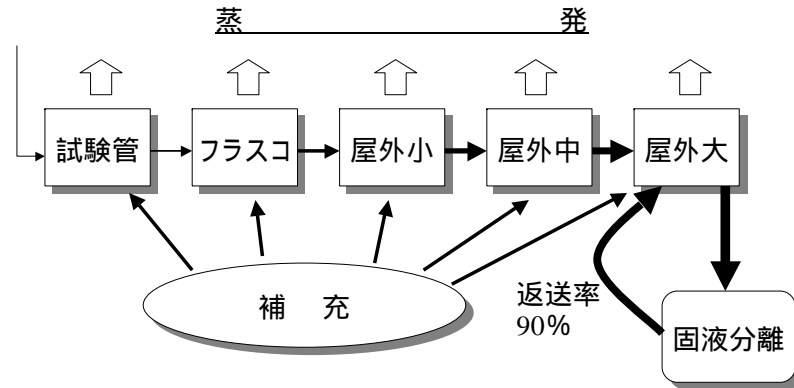 蒸 発
試験管
フラスコ
屋外小
屋外中
屋外大
補 充
返送率
90%
固液分離